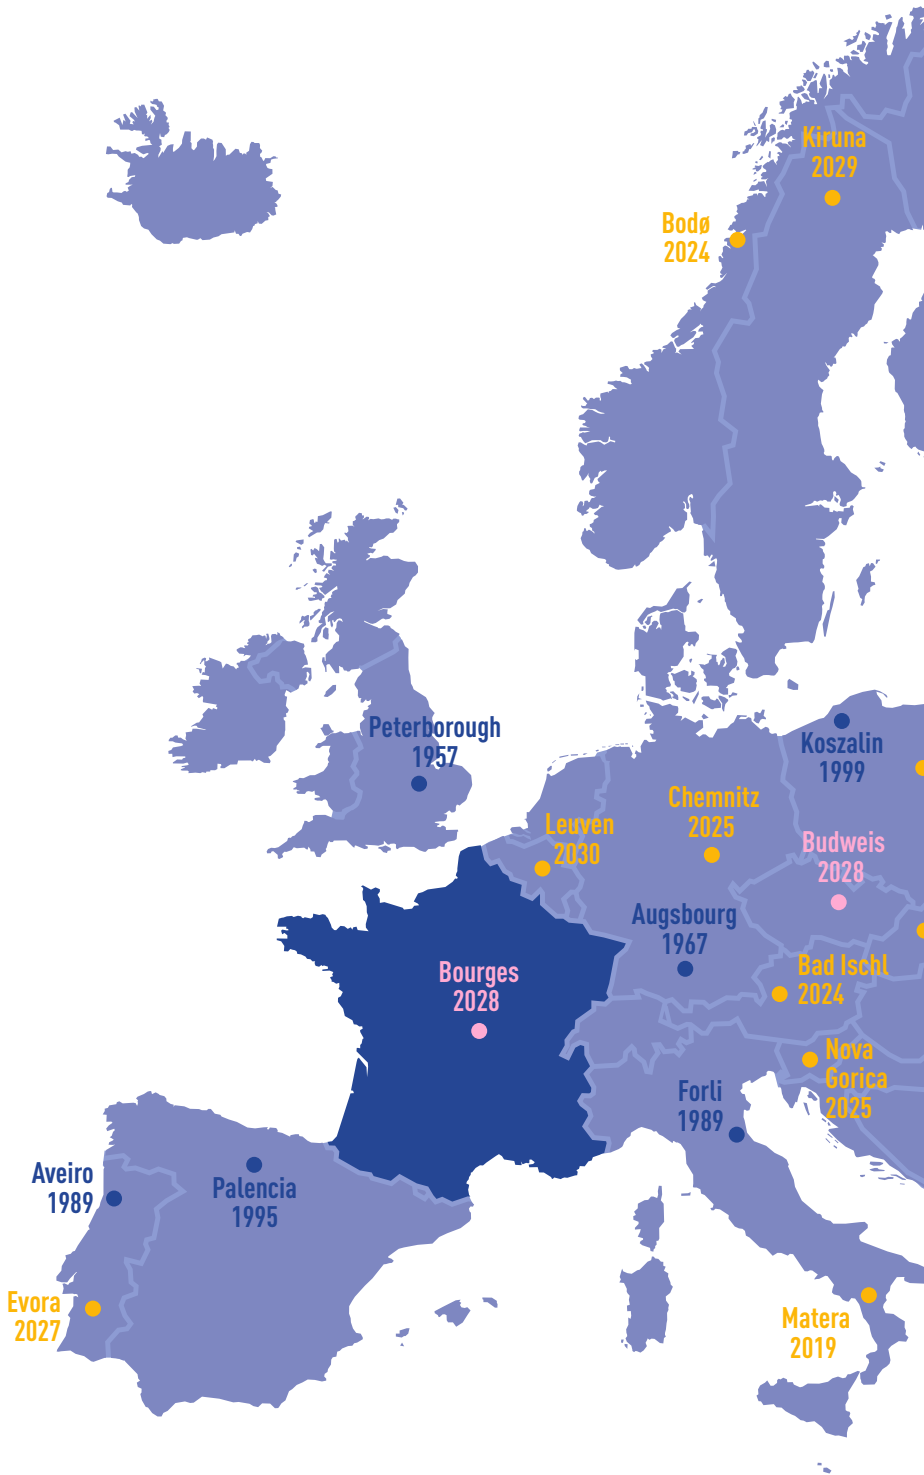 Kiruna
2029
Bodø
2024
Peterborough
1957
Koszalin
1999
Chemnitz
2025
Leuven
2030
Budweis
2028
Augsbourg
1967
Bad Ischl
2024
Bourges
2028
Nova
Gorica
2025
Forli
1989
Aveiro
1989
Palencia
1995
Evora
2027
Matera
2019